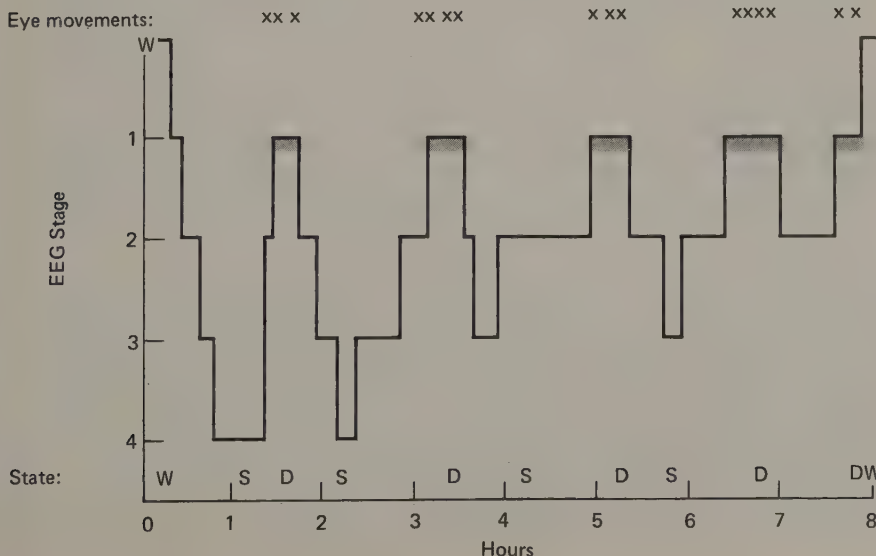 Eye movements: xx x xx xx x xx xxxx x x
W
1
2
3
4
EEG Stage
State: W S D S D S D S D DW
0 1 2 3 4 5 6 7 8
Hours